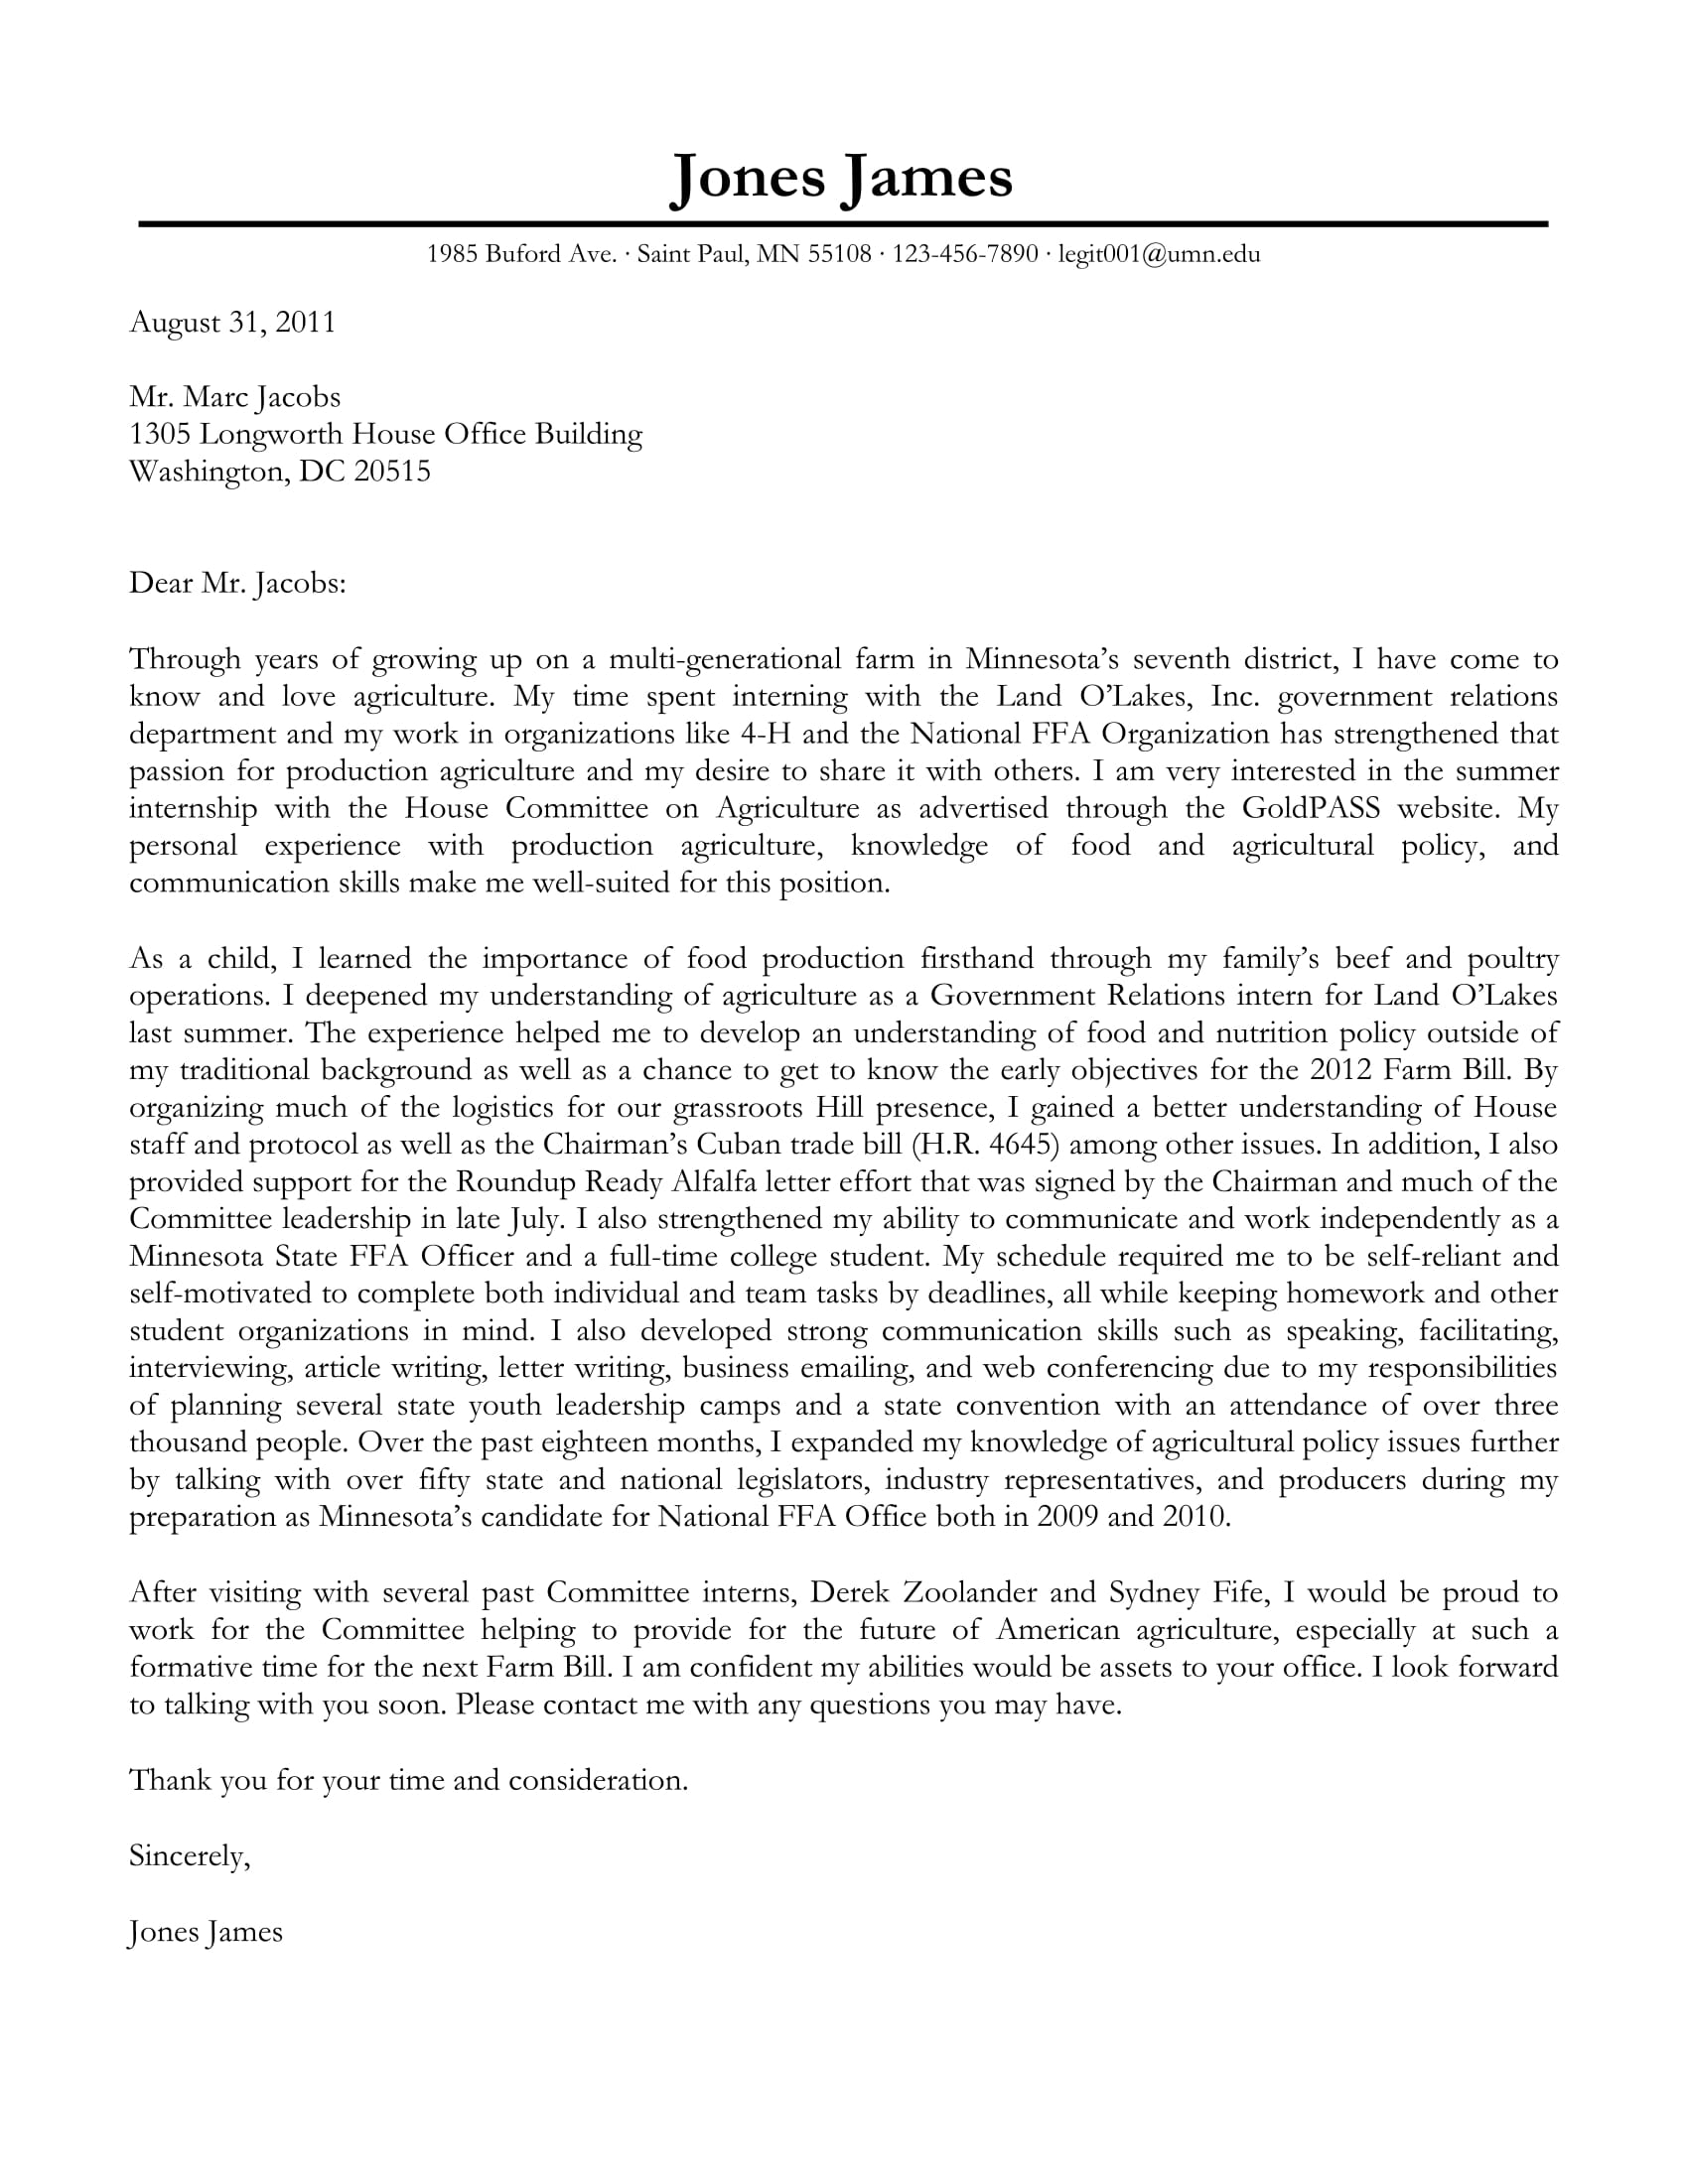 Jones James
1985 Buford Ave. · Saint Paul, MN 55108 · 123-456-7890 · legit001@umn.edu
August 31, 2011
Mr. Marc Jacobs
1305 Longworth House Office Building
Washington, DC 20515
Dear Mr. Jacobs:
Through years of growing up on a multi-generational farm in Minnesota’s seventh district, I have come to
know and love agriculture. My time spent interning with the Land O’Lakes, Inc. government relations
department and my work in organizations like 4-H and the National FFA Organization has strengthened that
passion for production agriculture and my desire to share it with others. I am very interested in the summer
internship with the House Committee on Agriculture as advertised through the GoldPASS website. My
personal experience with production agriculture, knowledge of food and agricultural policy, and
communication skills make me well-suited for this position.
As a child, I learned the importance of food production firsthand through my family’s beef and poultry
operations. I deepened my understanding of agriculture as a Government Relations intern for Land O’Lakes
last summer. The experience helped me to develop an understanding of food and nutrition policy outside of
my traditional background as well as a chance to get to know the early objectives for the 2012 Farm Bill. By
organizing much of the logistics for our grassroots Hill presence, I gained a better understanding of House
staff and protocol as well as the Chairman’s Cuban trade bill (H.R. 4645) among other issues. In addition, I also
provided support for the Roundup Ready Alfalfa letter effort that was signed by the Chairman and much of the
Committee leadership in late July. I also strengthened my ability to communicate and work independently as a
Minnesota State FFA Officer and a full-time college student. My schedule required me to be self-reliant and
self-motivated to complete both individual and team tasks by deadlines, all while keeping homework and other
student organizations in mind. I also developed strong communication skills such as speaking, facilitating,
interviewing, article writing, letter writing, business emailing, and web conferencing due to my responsibilities
of planning several state youth leadership camps and a state convention with an attendance of over three
thousand people. Over the past eighteen months, I expanded my knowledge of agricultural policy issues further
by talking with over fifty state and national legislators, industry representatives, and producers during my
preparation as Minnesota’s candidate for National FFA Office both in 2009 and 2010.
After visiting with several past Committee interns, Derek Zoolander and Sydney Fife, I would be proud to
work for the Committee helping to provide for the future of American agriculture, especially at such a
formative time for the next Farm Bill. I am confident my abilities would be assets to your office. I look forward
to talking with you soon. Please contact me with any questions you may have.
Thank you for your time and consideration.
Sincerely,
Jones James